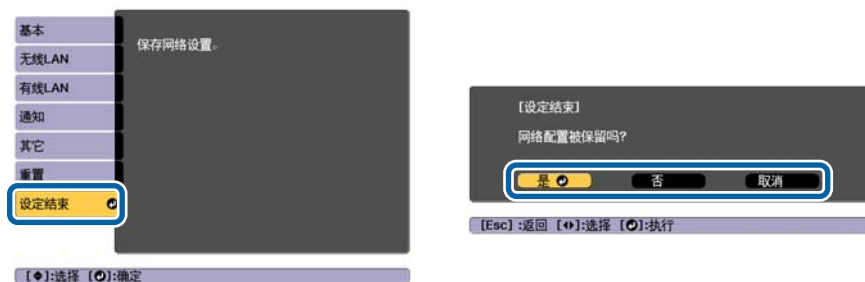 基本
无线LAN
有线LAN
通知
其它
重置
设定结束
保存网络设置。
[◆]:选择 [↵]:确定
[设定结束]
网络配置被保留吗?
是 否 取消
[Esc] :返回 [◀▶]:选择 [↵]:执行